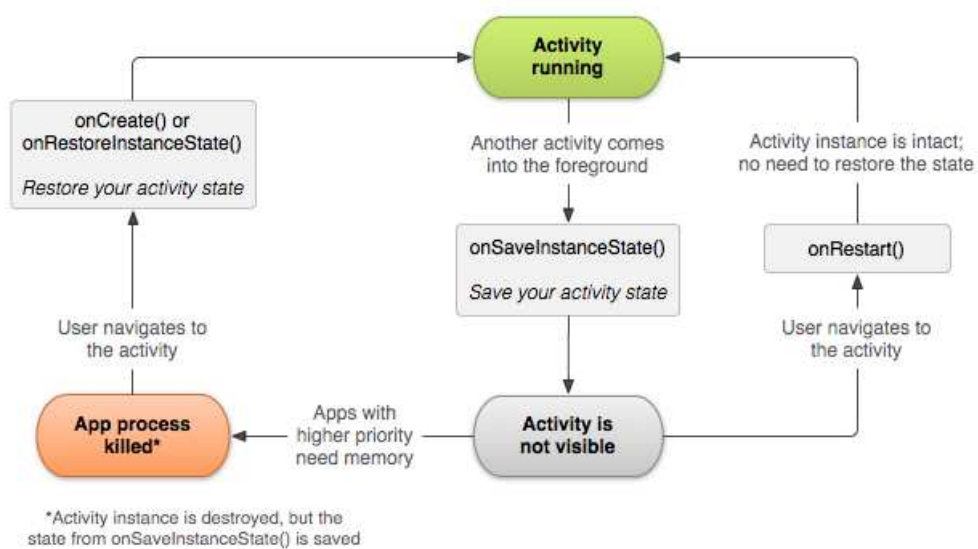 Activity
running
onCreate() or
onRestoreInstanceState()
Restore your activity state
Another activity comes
into the foreground
Activity instance is intact;
no need to restore the state
onSaveInstanceState()
Save your activity state
onRestart()
User navigates to
the activity
User navigates to
the activity
App process
killed*
Apps with
higher priority
need memory
Activity is
not visible
*Activity instance is destroyed, but the
state from onSaveInstanceState() is saved